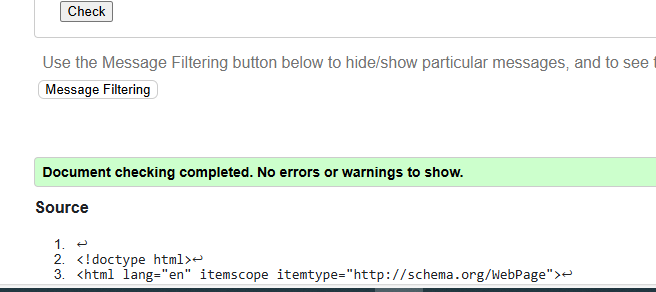 Check
Use the Message Filtering button below to hide/show particular messages, and to see
Message Filtering
Document checking completed. No errors or warnings to show.
Source
1. ↩
2. <!doctype html>↩
3. <html lang="en" itemscope itemtype="http://schema.org/WebPage">↩